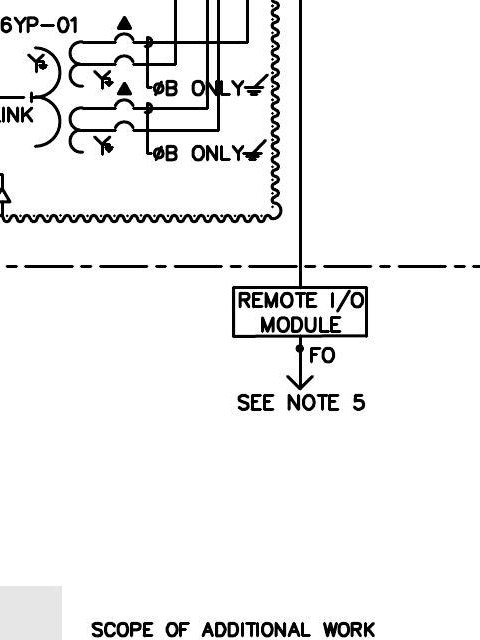 6YP-01
ØB ONLY
INK
ØB ONLY
REMOTE I/O
MODULE
FO
SEE NOTE 5
SCOPE OF ADDITIONAL WORK